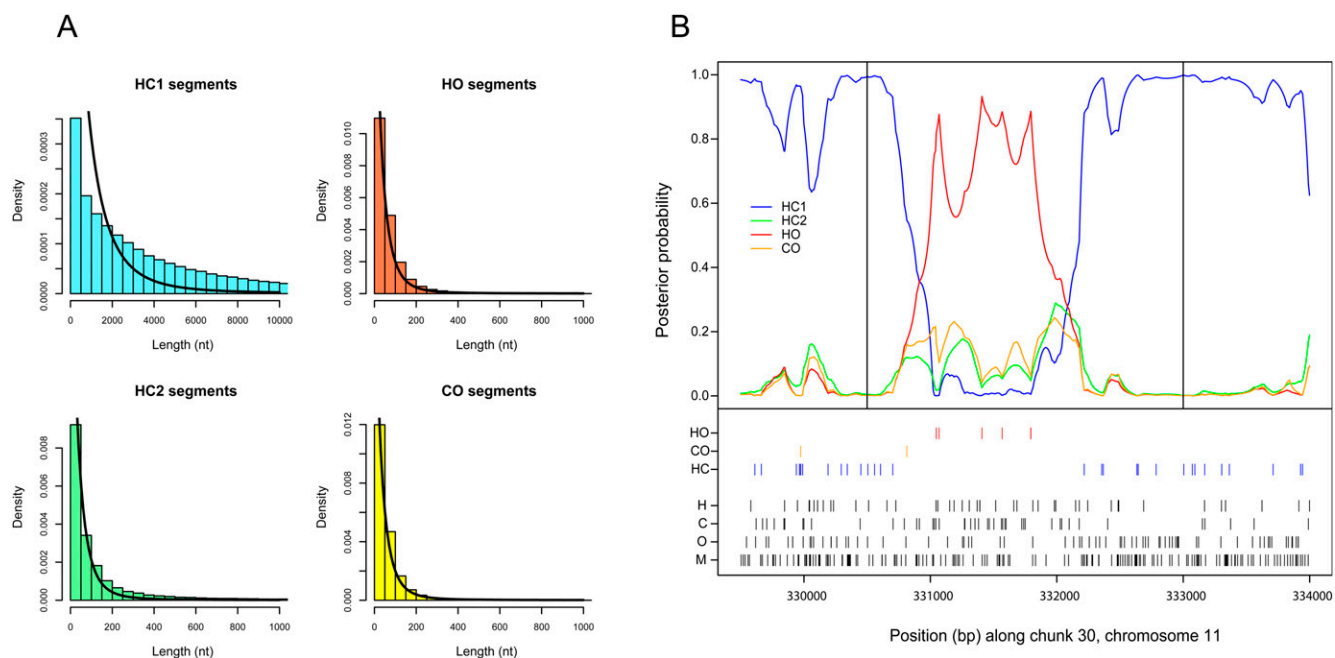 A
B
HC1 segments
Density
0.0000 0.0001 0.0002 0.0003
0 2000 4000 6000 8000 10000
Length (nt)
HO segments
Density
0.000 0.002 0.004 0.006 0.008 0.010
0 200 400 600 800 1000
Length (nt)
HC2 segments
Density
0.000 0.002 0.004 0.006 0.008
0 200 400 600 800 1000
Length (nt)
CO segments
Density
0.000 0.004 0.008 0.012
0 200 400 600 800 1000
Length (nt)
Posterior probability
1.0
0.8
0.6
0.4
0.2
0.0
HC1
HC2
HO
CO
HO
CO
HC
H
C
O
M
330000 331000 332000 333000 334000
Position (bp) along chunk 30, chromosome 11